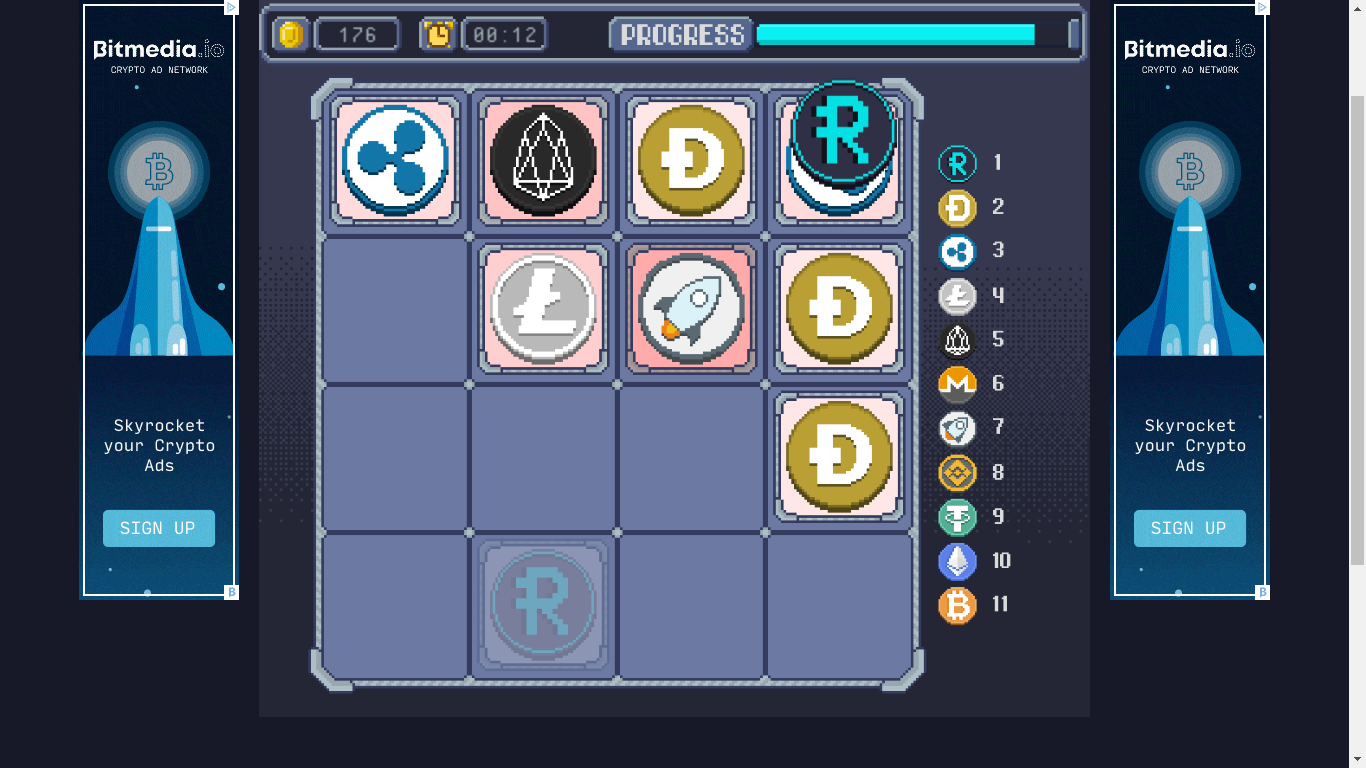 Bitmedia.io
CRYPTO AD NETWORK
Skyrocket
your Crypto
Ads
SIGN UP
176
00:12
PROGRESS
1
2
3
4
5
6
7
8
9
10
11
Bitmedia.io
CRYPTO AD NETWORK
Skyrocket
your Crypto
Ads
SIGN UP